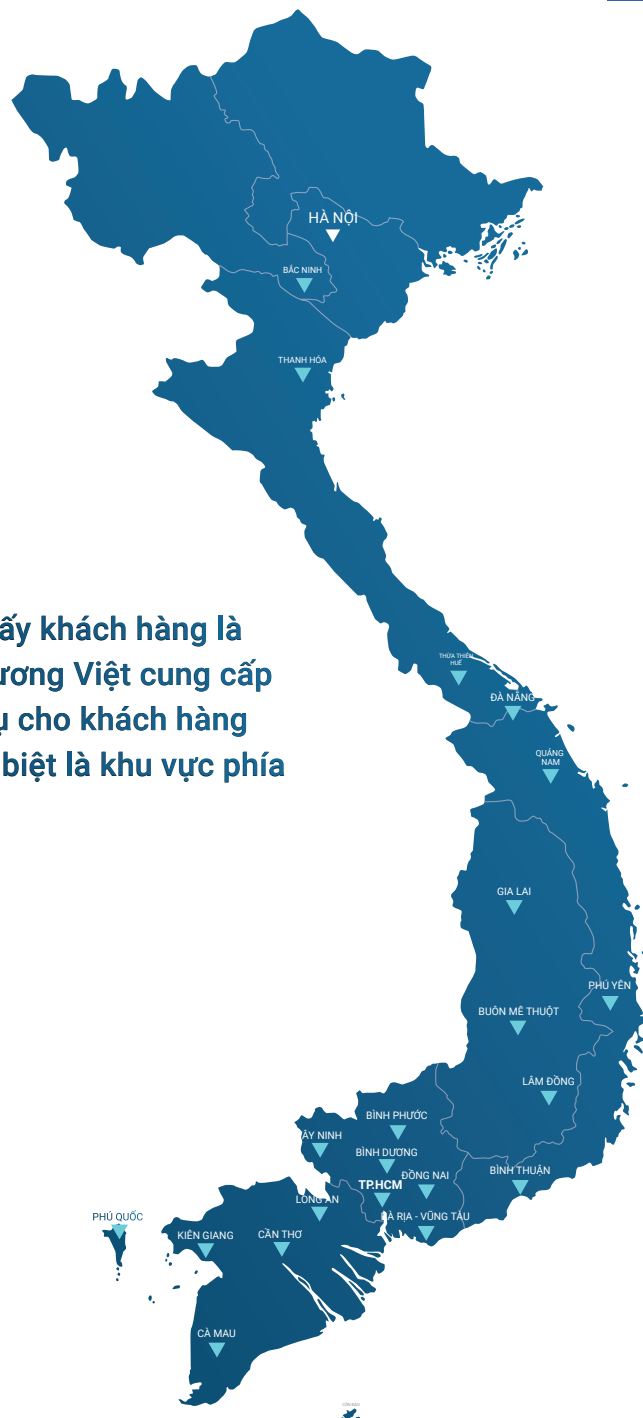 HÀ NỘI
BẮC NINH
THANH HÓA
ấy khách hàng là
ương Việt cung cấp
ụ cho khách hàng
biệt là khu vực phía
THỪA THIÊN
HUẾ
ĐÀ NẴNG
QUẢNG
NAM
GIA LAI
PHÚ YÊN
BUÔN MÊ THUỘT
LÂM ĐỒNG
BÌNH PHƯỚC
ÂY NINH
BÌNH DƯƠNG
ĐỒNG NAI
BÌNH THUẬN
TP.HCM
LONG AN
BÀ RỊA - VŨNG TÀU
PHÚ QUỐC
KIÊN GIANG
CẦN THƠ
CÀ MAU